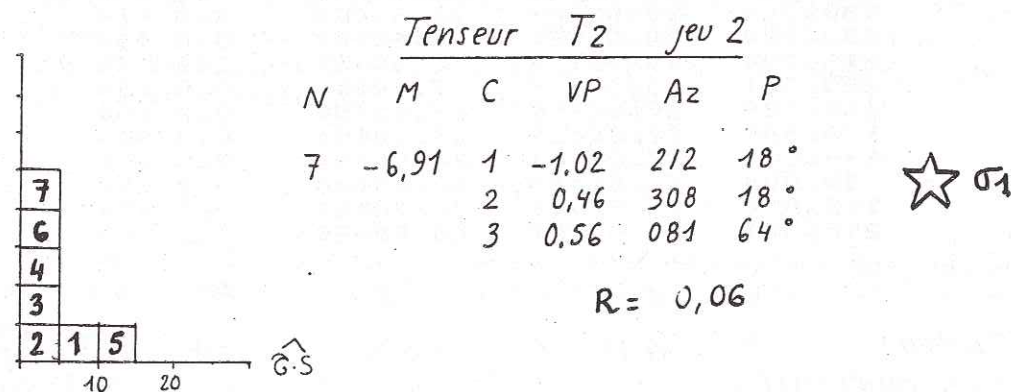 Tenseur T2 jeu 2
N M C VP Az P
7 -6,91 1 -1,02 212 18°
2 0,46 308 18°
3 0,56 081 64°
R = 0,06
σ1
7
6
4
3
2 1 5
10 20
τ.S